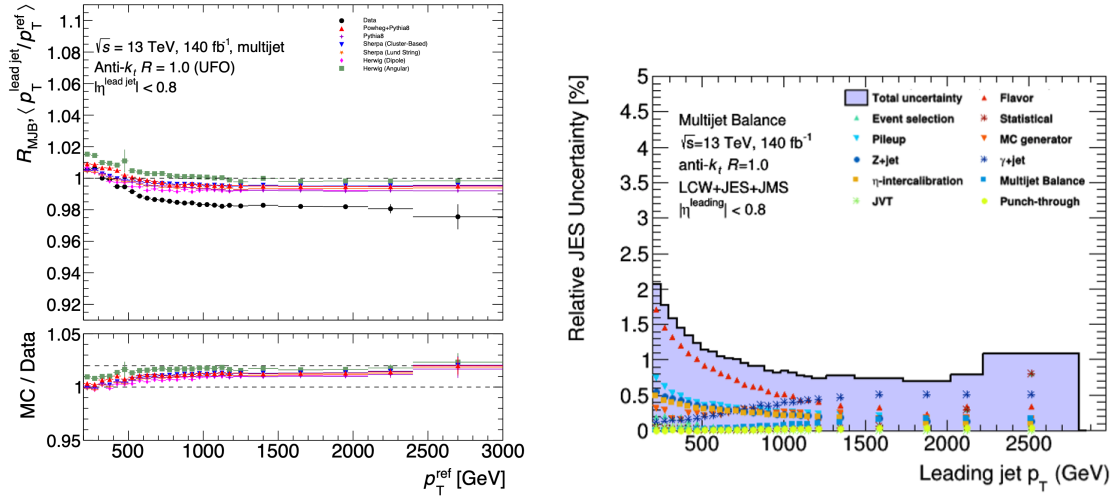 1.1
1.08
1.06
1.04
1.02
1
0.98
0.96
0.94
0.92
R_MJB, ⟨ p_T^lead jet / p_T^ref ⟩
√s = 13 TeV, 140 fb⁻¹, multijet
Anti-k_t R = 1.0 (UFO)
|η^lead jet| < 0.8
Data
Powheg+Pythia8
Pythia8
Sherpa (Cluster-Based)
Sherpa (Lund String)
Herwig (Dipole)
Herwig (Angular)
1.05
1
0.95
MC / Data
500 1000 1500 2000 2500 3000
p_T^ref [GeV]
5
4.5
4
3.5
3
2.5
2
1.5
1
0.5
0
Relative JES Uncertainty [%]
Multijet Balance
√s=13 TeV, 140 fb⁻¹
anti-k_t R=1.0
LCW+JES+JMS
|η^leading| < 0.8
Total uncertainty
Flavor
Event selection
Statistical
Pileup
MC generator
Z+jet
γ+jet
η-intercalibration
Multijet Balance
JVT
Punch-through
500 1000 1500 2000 2500
Leading jet p_T (GeV)